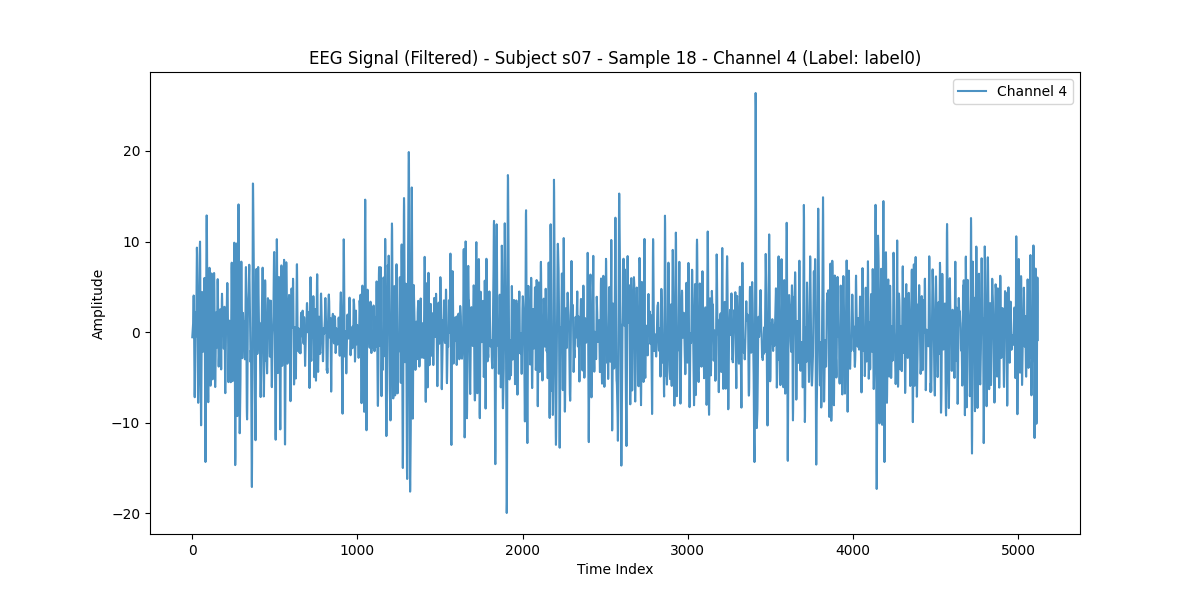 EEG Signal (Filtered) - Subject s07 - Sample 18 - Channel 4 (Label: label0)
Channel 4
20
10
0
−10
−20
Amplitude
0 1000 2000 3000 4000 5000
Time Index